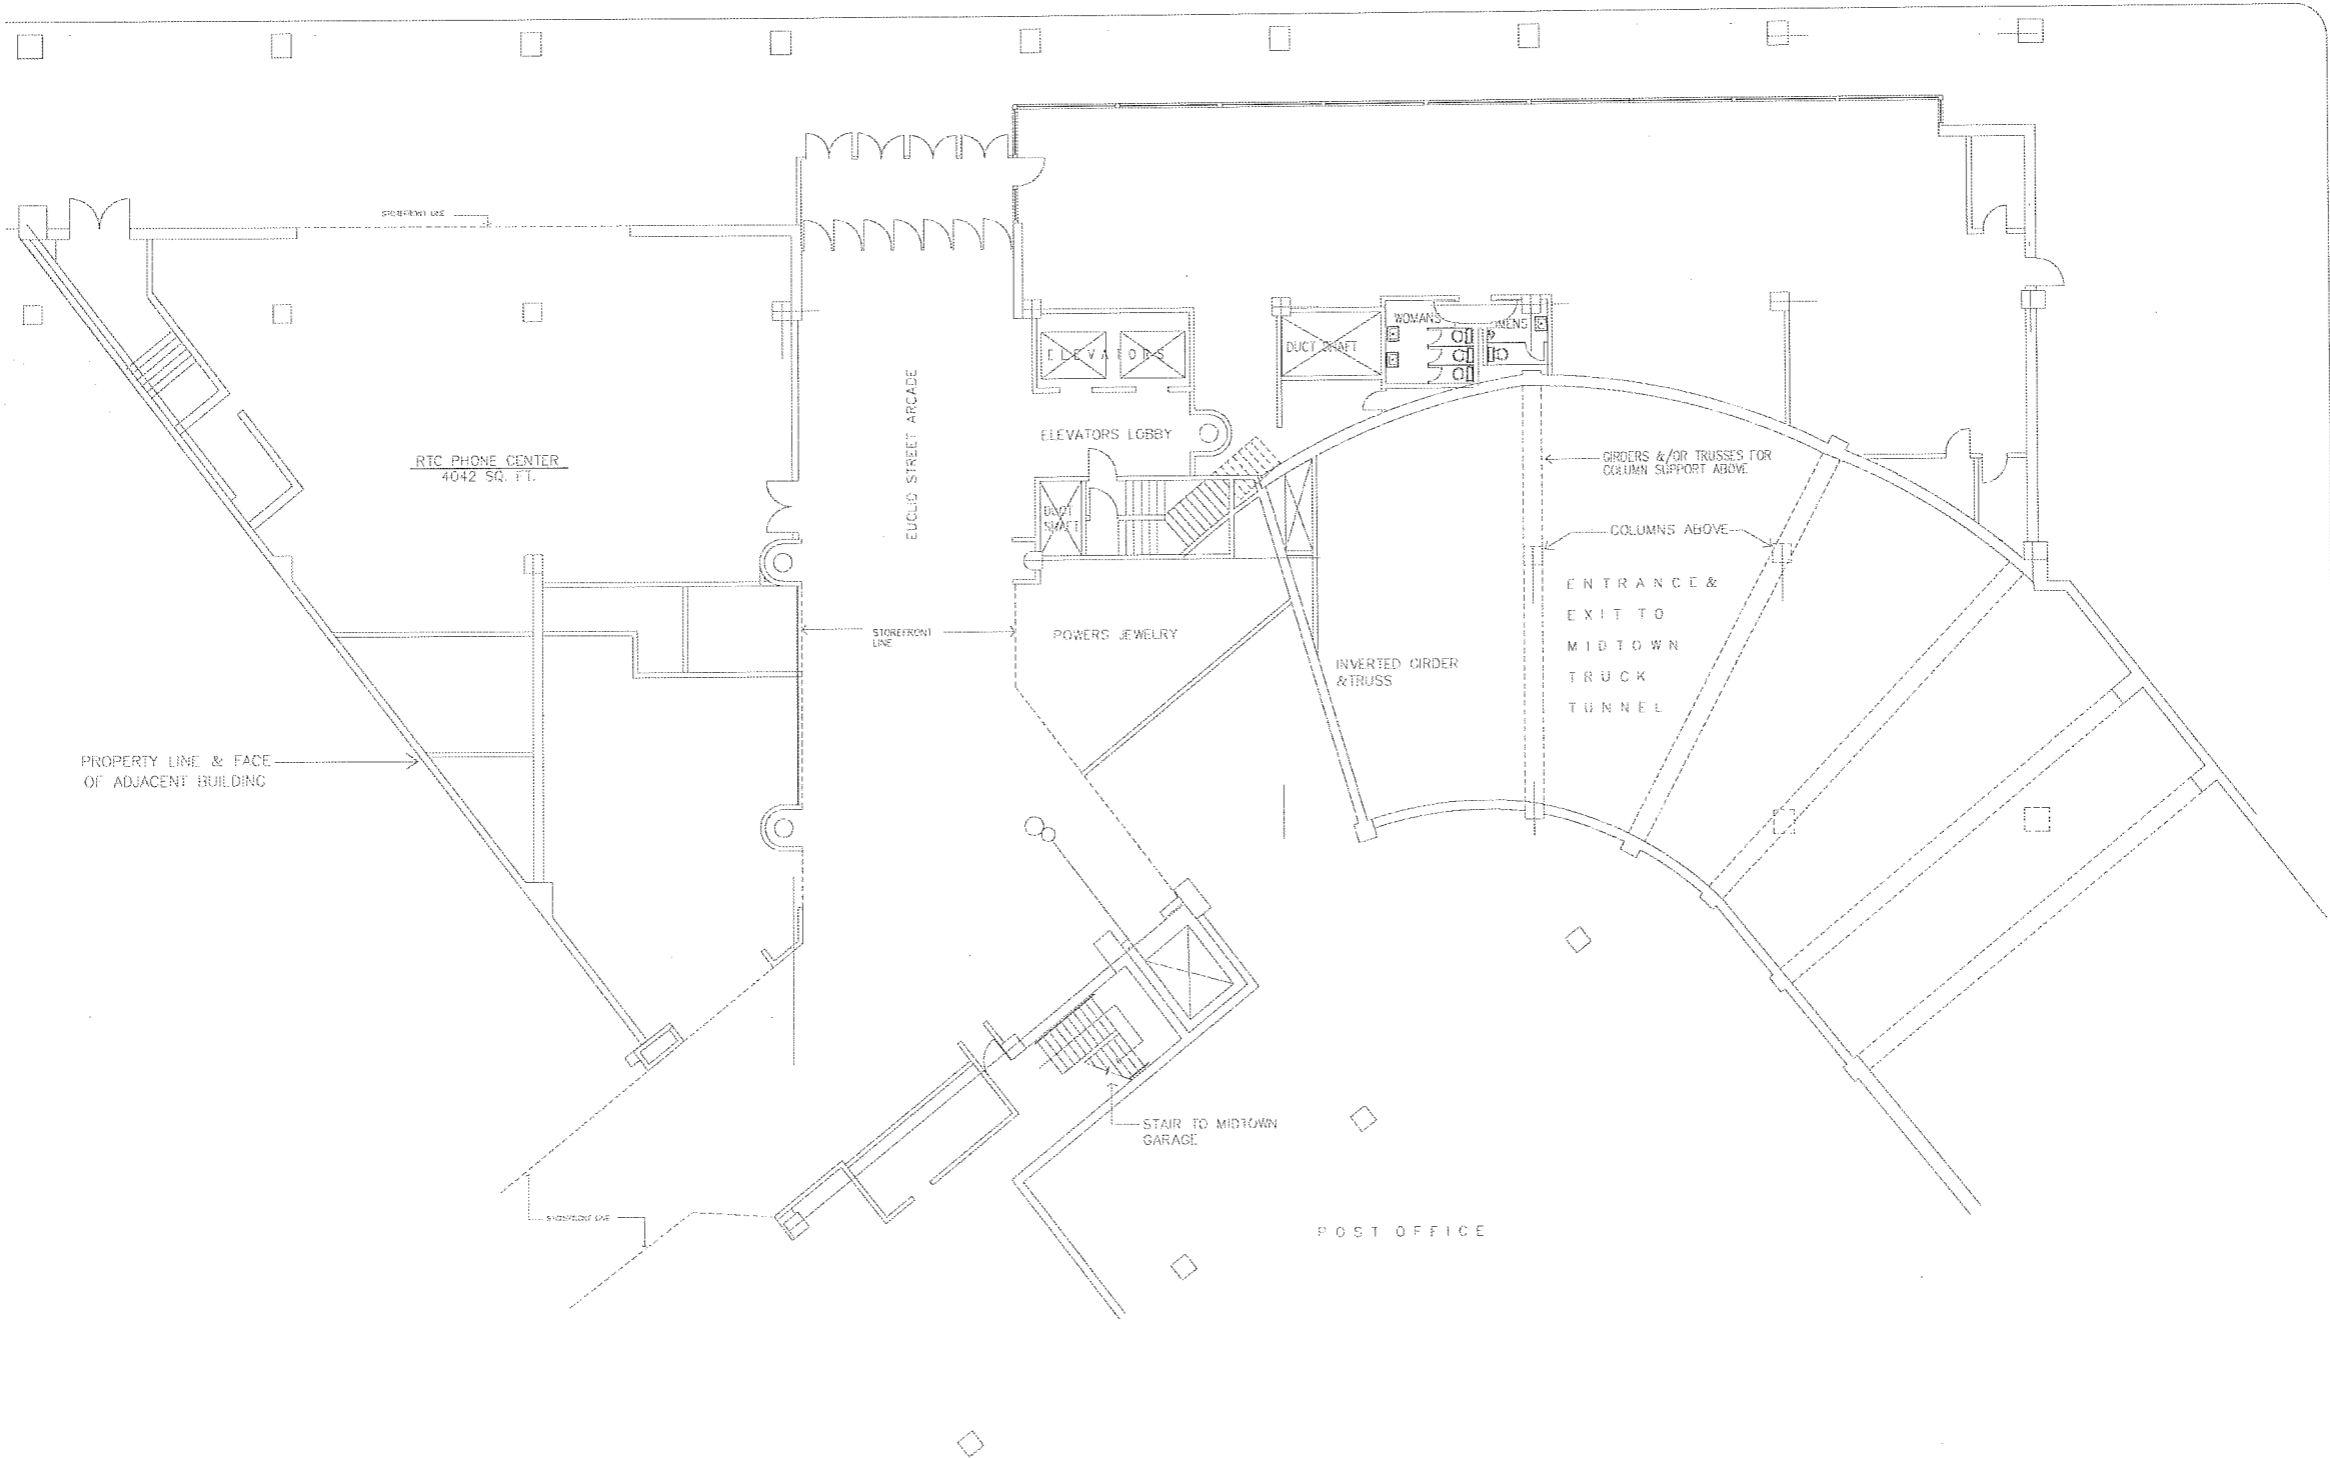 STOREFRONT LINE
WOMANS
MENS
ELEVATORS
DUCT SHAFT
EUCLID STREET ARCADE
ELEVATORS LOBBY
RTC PHONE CENTER
4042 SQ. FT.
GIRDERS &/OR TRUSSES FOR
COLUMN SUPPORT ABOVE
DUCT
SHAFT
COLUMNS ABOVE
ENTRANCE &
EXIT TO
MIDTOWN
TRUCK
TUNNEL
STOREFRONT
LINE
POWERS JEWELRY
INVERTED GIRDER
&TRUSS
PROPERTY LINE & FACE
OF ADJACENT BUILDING
STAIR TO MIDTOWN
GARAGE
STOREFRONT LINE
POST OFFICE